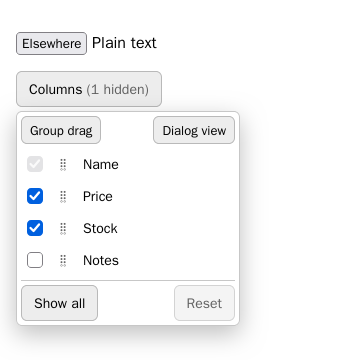 Elsewhere Plain text
Columns (1 hidden)
Group drag Dialog view
Name
Price
Stock
Notes
Show all Reset